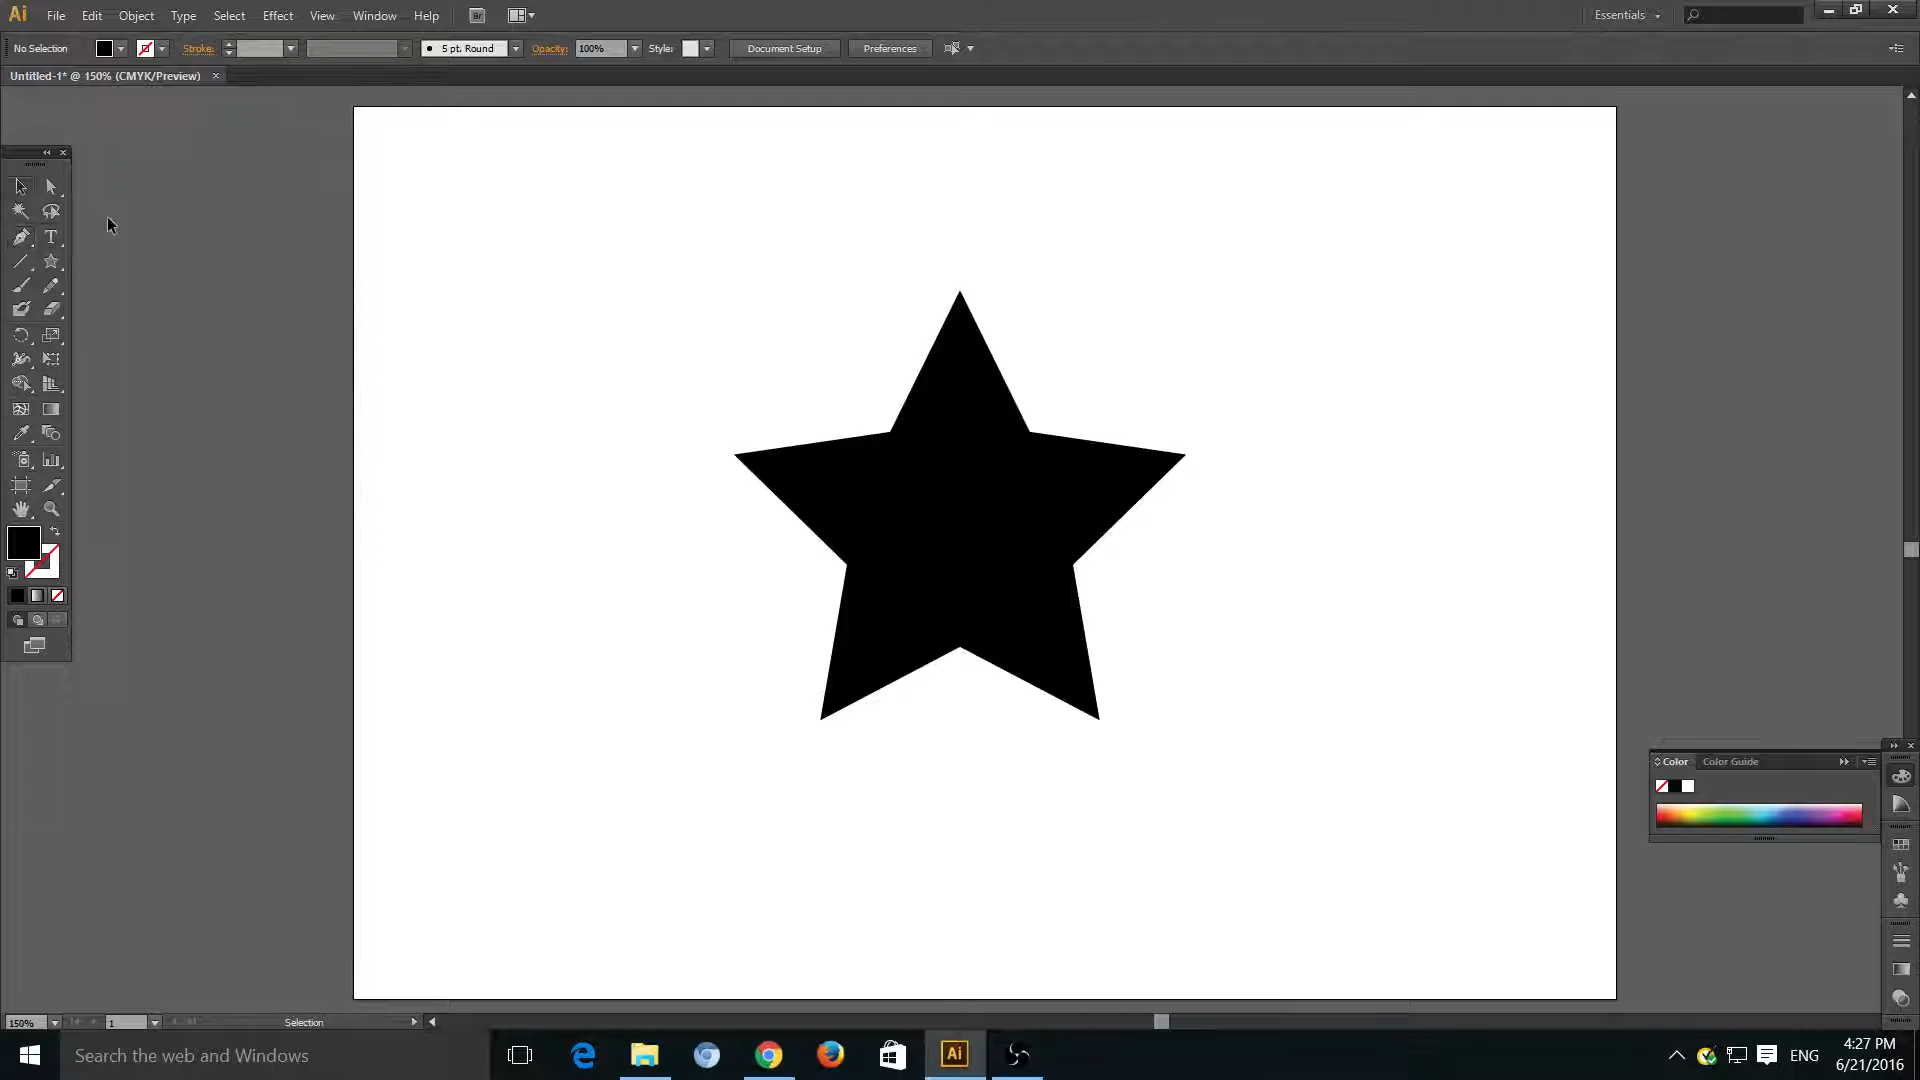 Ai File Edit Object Type Select Effect View Window Help Br Essentials
No Selection Stroke: 5 pt. Round Opacity: 100% Style: Document Setup Preferences
Untitled-1* @ 150% (CMYK/Preview)
T
Color Color Guide
150% 1 Selection
Search the web and Windows
Ai
ENG
4:27 PM
6/21/2016